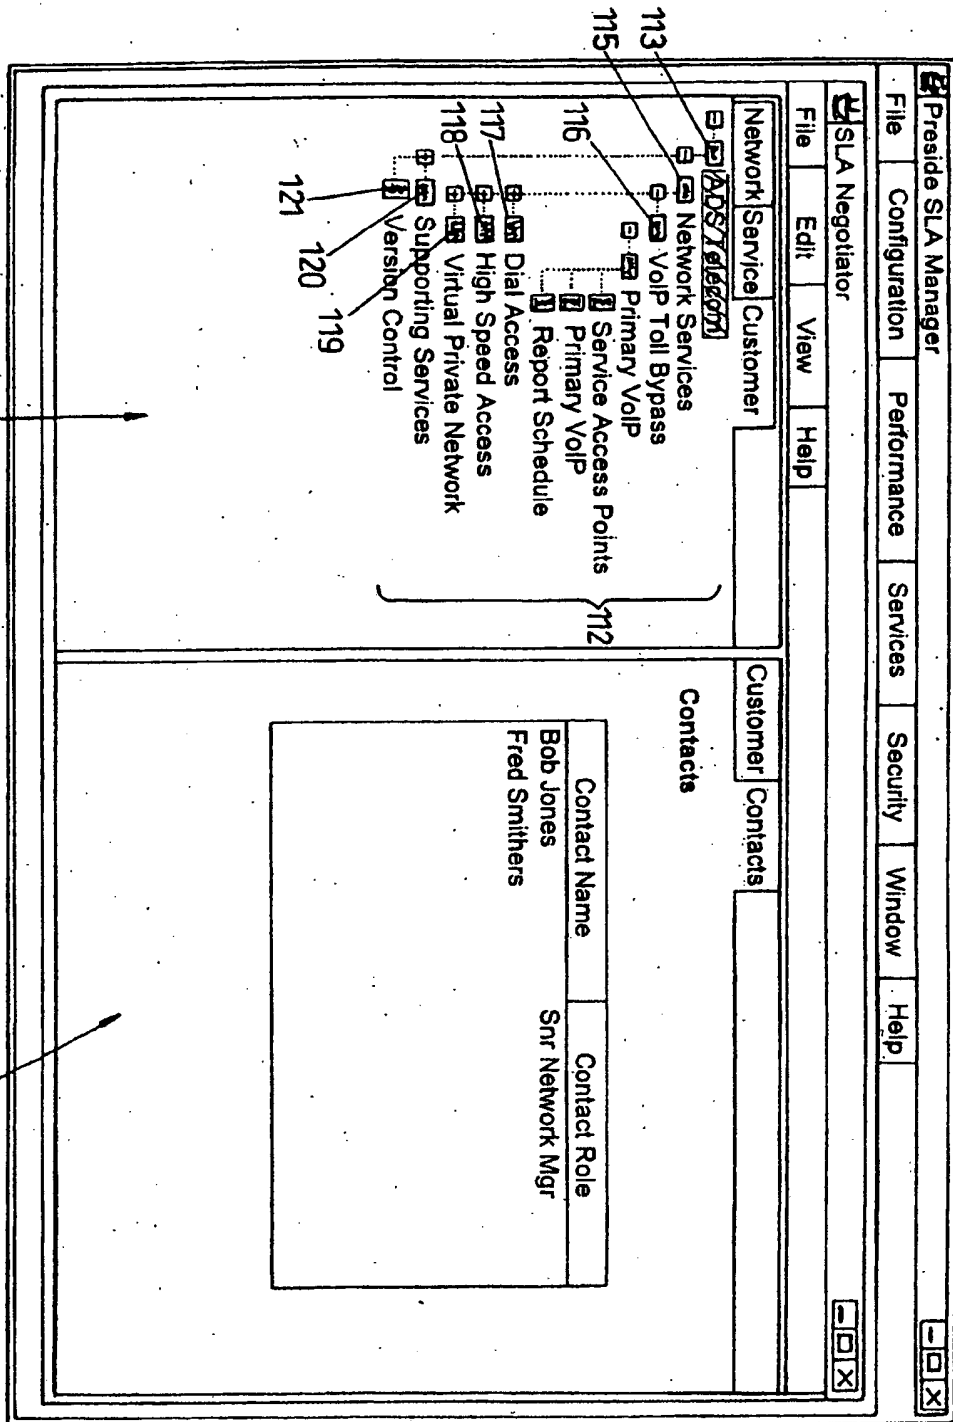 Preside SLA Manager
File Configuration Performance Services Security Window Help
SLA Negotiator
File Edit View Help
Network Service Customer
113
ADS Telecom
115
Network Services
116
VoIP Toll Bypass
Primary VoIP
Service Access Points
Primary VoIP
Report Schedule
117
Dial Access
118
High Speed Access
119
Virtual Private Network
120
Supporting Services
121
Version Control
112
Customer Contacts
Contacts
Contact Name Contact Role
Bob Jones Snr Network Mgr
Fred Smithers